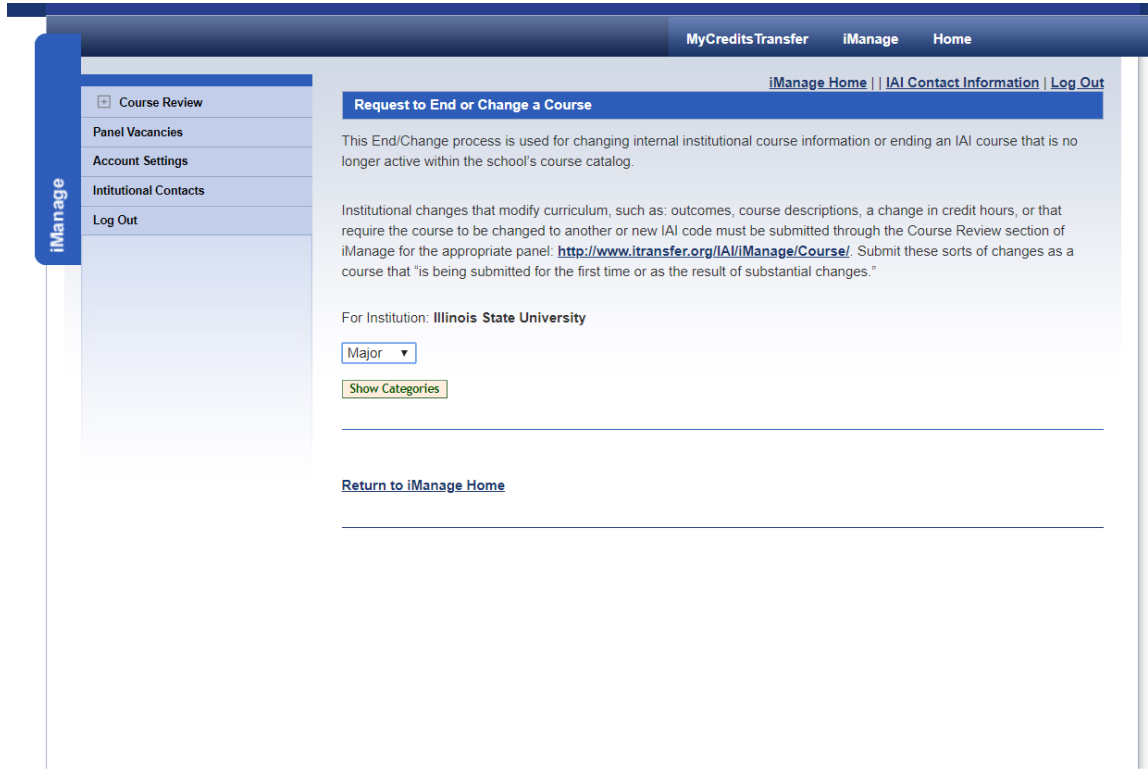 MyCreditsTransfer iManage Home
iManage
Course Review
Panel Vacancies
Account Settings
Intitutional Contacts
Log Out
iManage Home | | IAI Contact Information | Log Out
Request to End or Change a Course
This End/Change process is used for changing internal institutional course information or ending an IAI course that is no
longer active within the school's course catalog.
Institutional changes that modify curriculum, such as: outcomes, course descriptions, a change in credit hours, or that
require the course to be changed to another or new IAI code must be submitted through the Course Review section of
iManage for the appropriate panel: http://www.itransfer.org/IAI/iManage/Course/. Submit these sorts of changes as a
course that “is being submitted for the first time or as the result of substantial changes.”
For Institution: Illinois State University
Major
Show Categories
Return to iManage Home